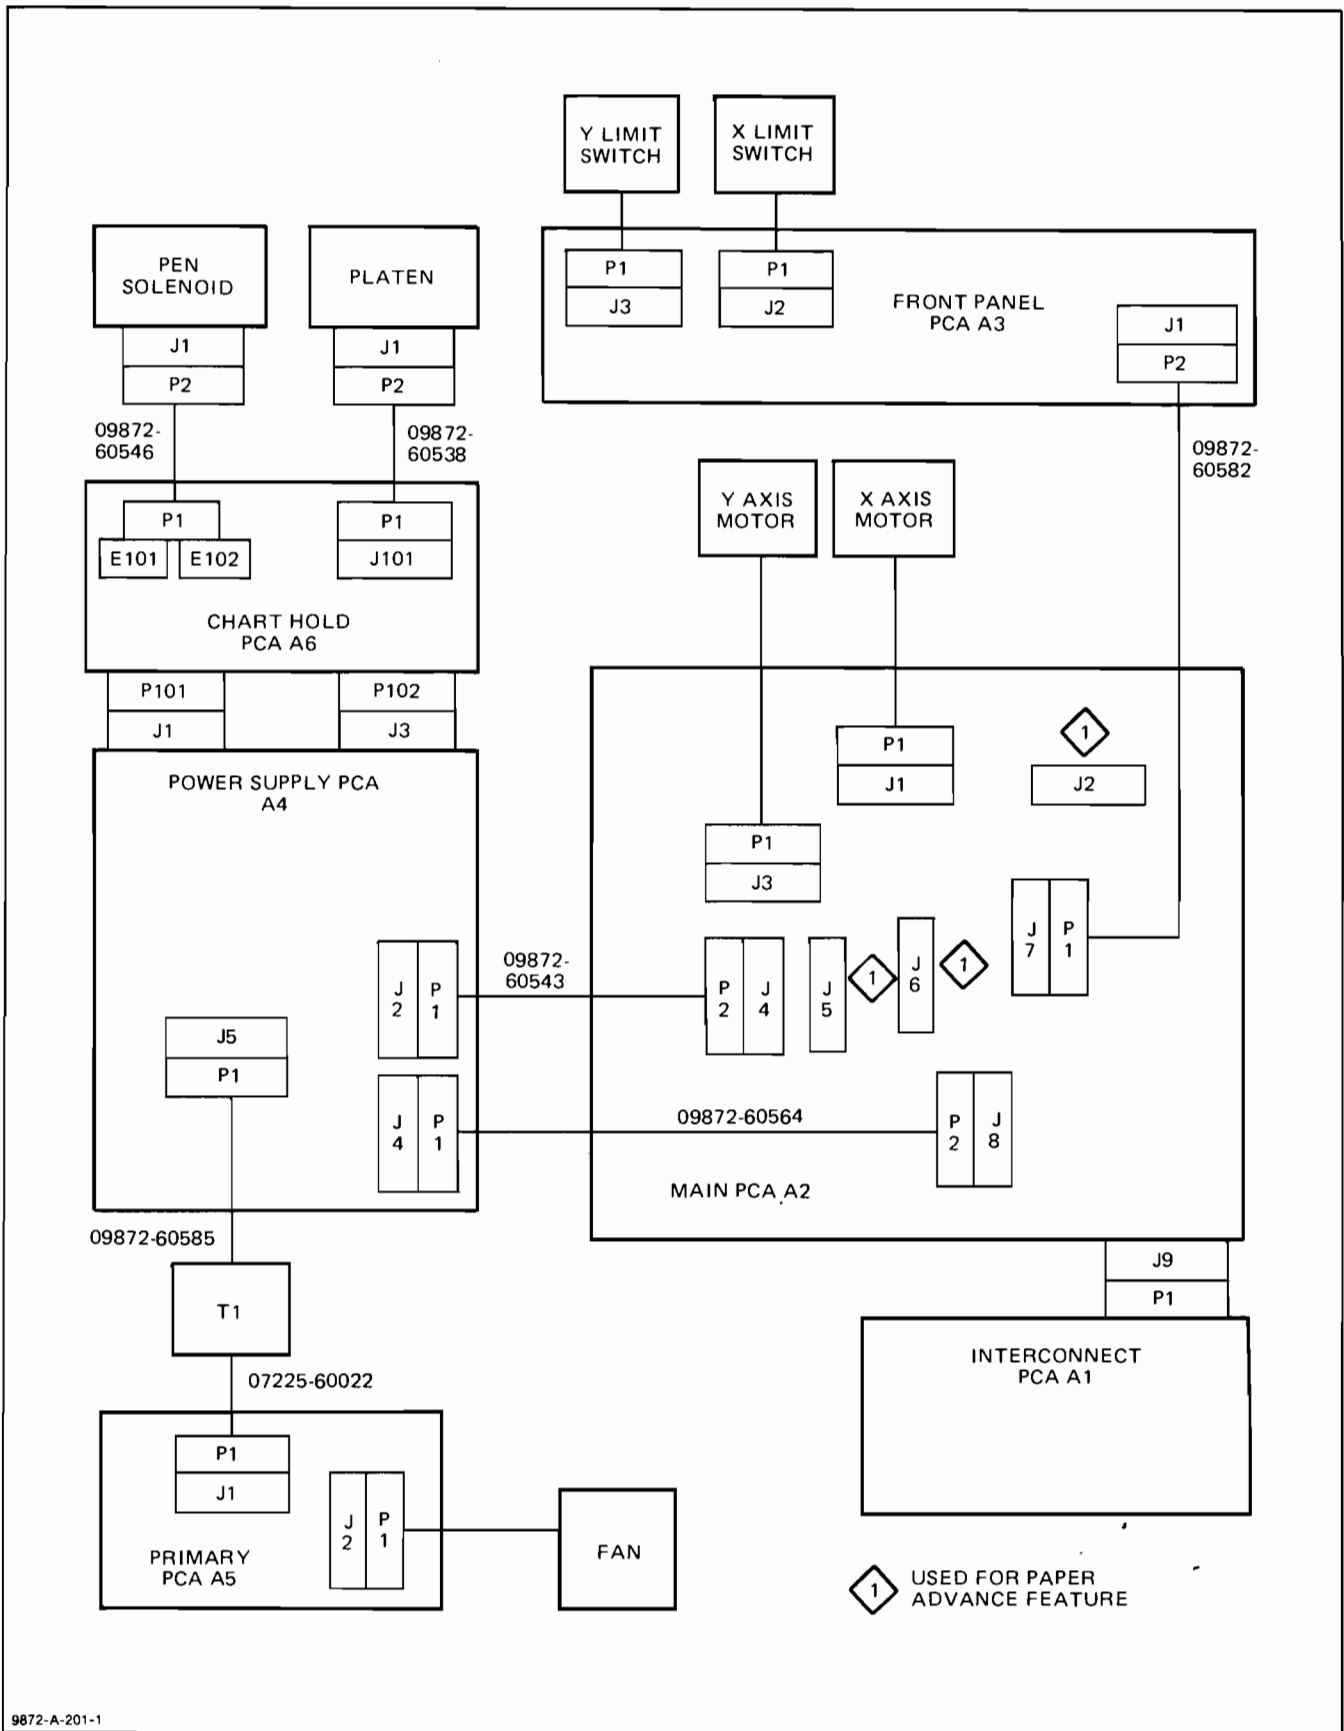 Y LIMIT
SWITCH
X LIMIT
SWITCH
PEN
SOLENOID
PLATEN
P1
J3
P1
J2
FRONT PANEL
PCA A3
J1
P2
J1
P2
J1
P2
09872-
60546
09872-
60538
09872-
60582
Y AXIS
MOTOR
X AXIS
MOTOR
P1
E101
E102
P1
J101
CHART HOLD
PCA A6
P101
J1
P102
J3
POWER SUPPLY PCA
A4
P1
J1
1
J2
P1
J3
J
7
P
1
J
2
P
1
09872-
60543
P
2
J
4
J
5
1
J
6
1
J5
P1
J
4
P
1
09872-60564
P
2
J
8
MAIN PCA A2
09872-60585
T1
J9
P1
INTERCONNECT
PCA A1
07225-60022
P1
J1
J
2
P
1
PRIMARY
PCA A5
FAN
1
USED FOR PAPER
ADVANCE FEATURE
9872-A-201-1